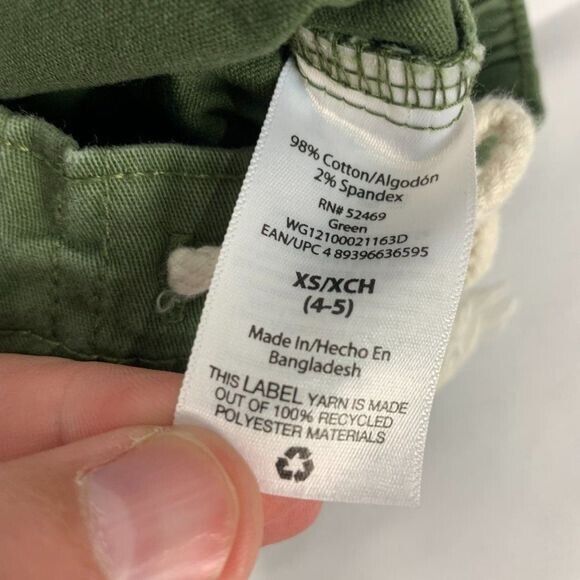 98% Cotton/Algodón
2% Spandex
RN# 52469
Green
WG12100021163D
EAN/UPC 4 89396636595
XS/XCH
(4-5)
Made In/Hecho En
Bangladesh
THIS LABEL YARN IS MADE
OUT OF 100% RECYCLED
POLYESTER MATERIALS